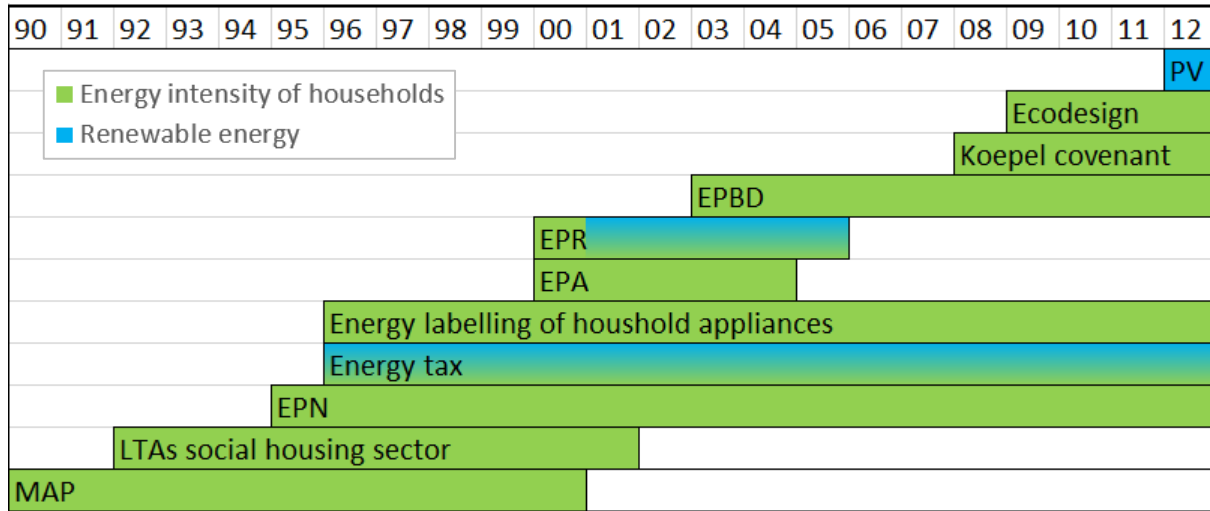 90 91 92 93 94 95 96 97 98 99 00 01 02 03 04 05 06 07 08 09 10 11 12
PV
Energy intensity of households
Ecodesign
Renewable energy
Koepel covenant
EPBD
EPR
EPA
Energy labelling of houshold appliances
Energy tax
EPN
LTAs social housing sector
MAP